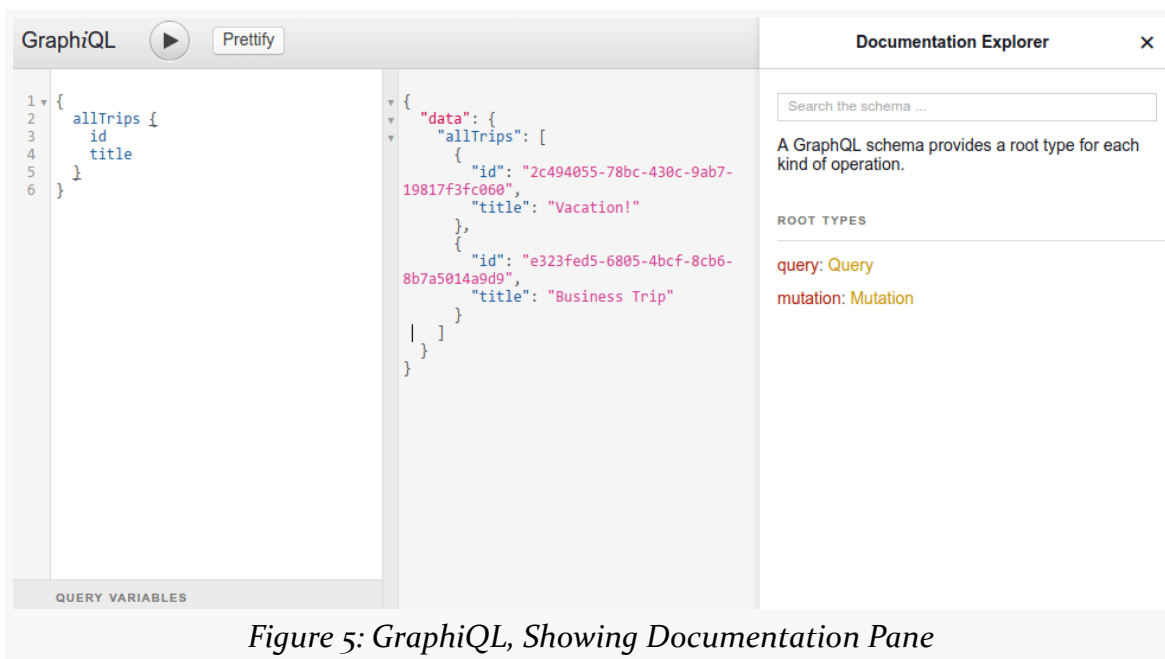 GraphiQL
Prettify
1 {
2   allTrips {
3     id
4     title
5   }
6 }
QUERY VARIABLES
{
  "data": {
    "allTrips": [
      {
        "id": "2c494055-78bc-430c-9ab7-
19817f3fc060",
        "title": "Vacation!"
      },
      {
        "id": "e323fed5-6805-4bcf-8cb6-
8b7a5014a9d9",
        "title": "Business Trip"
      }
    ]
  }
}
Documentation Explorer ✕
Search the schema ...
A GraphQL schema provides a root type for each
kind of operation.
ROOT TYPES
query: Query
mutation: Mutation
Figure 5: GraphiQL, Showing Documentation Pane